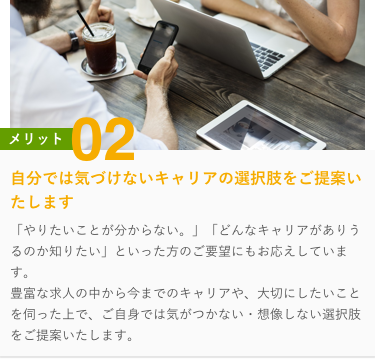 メリット 02
自分では気づけないキャリアの選択肢をご提案い
たします
「やりたいことが分からない。」「どんなキャリアがありう
るのか知りたい」といった方のご要望にもお応えしていま
す。
豊富な求人の中から今までのキャリアや、大切にしたいこと
を伺った上で、ご自身では気がつかない・想像しない選択肢
をご提案いたします。